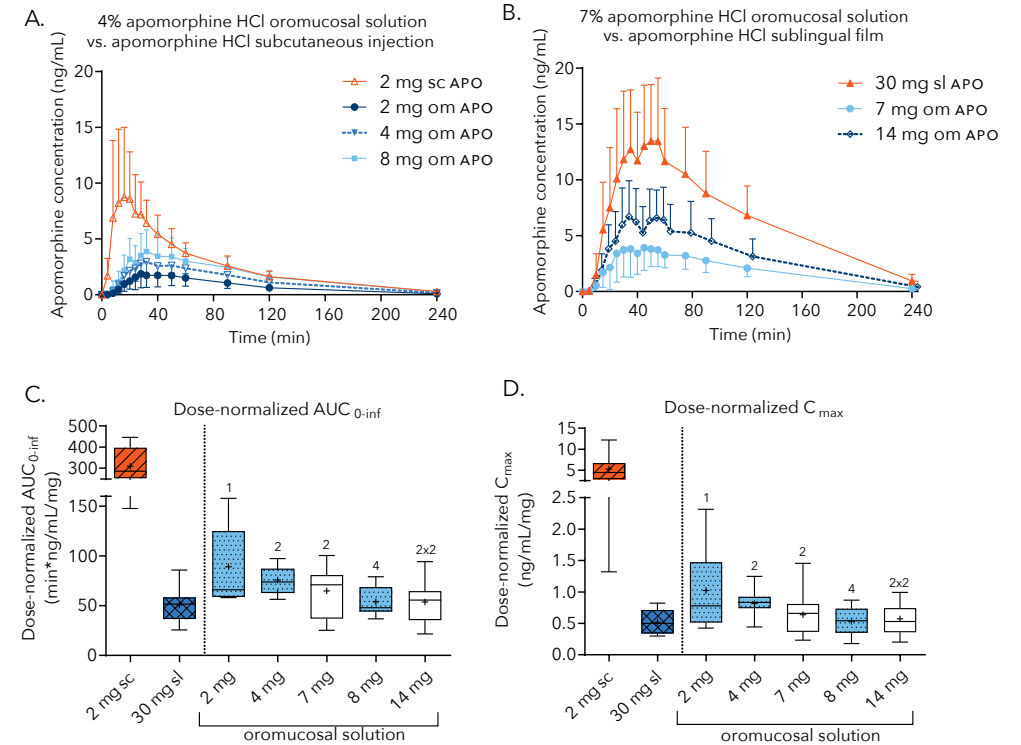 A.
4% apomorphine HCl oromucosal solution
vs. apomorphine HCl subcutaneous injection
Apomorphine concentration (ng/mL)
20
15
10
5
0
2 mg sc APO
2 mg om APO
4 mg om APO
8 mg om APO
0 40 80 120 160 200 240
Time (min)
B.
7% apomorphine HCl oromucosal solution
vs. apomorphine HCl sublingual film
Apomorphine concentration (ng/mL)
20
15
10
5
0
30 mg sl APO
7 mg om APO
14 mg om APO
0 40 80 120 160 200 240
Time (min)
C.
Dose-normalized AUC 0-inf
Dose-normalized AUC0-inf
(min*ng/mL/mg)
500
400
300
150
100
50
0
1
2
2
4
2x2
2 mg sc
30 mg sl
2 mg
4 mg
7 mg
8 mg
14 mg
oromucosal solution
D.
Dose-normalized C max
Dose-normalized Cmax
(ng/mL/mg)
15
10
5
2.5
2.0
1.5
1.0
0.5
0.0
1
2
2
4
2x2
2 mg sc
30 mg sl
2 mg
4 mg
7 mg
8 mg
14 mg
oromucosal solution